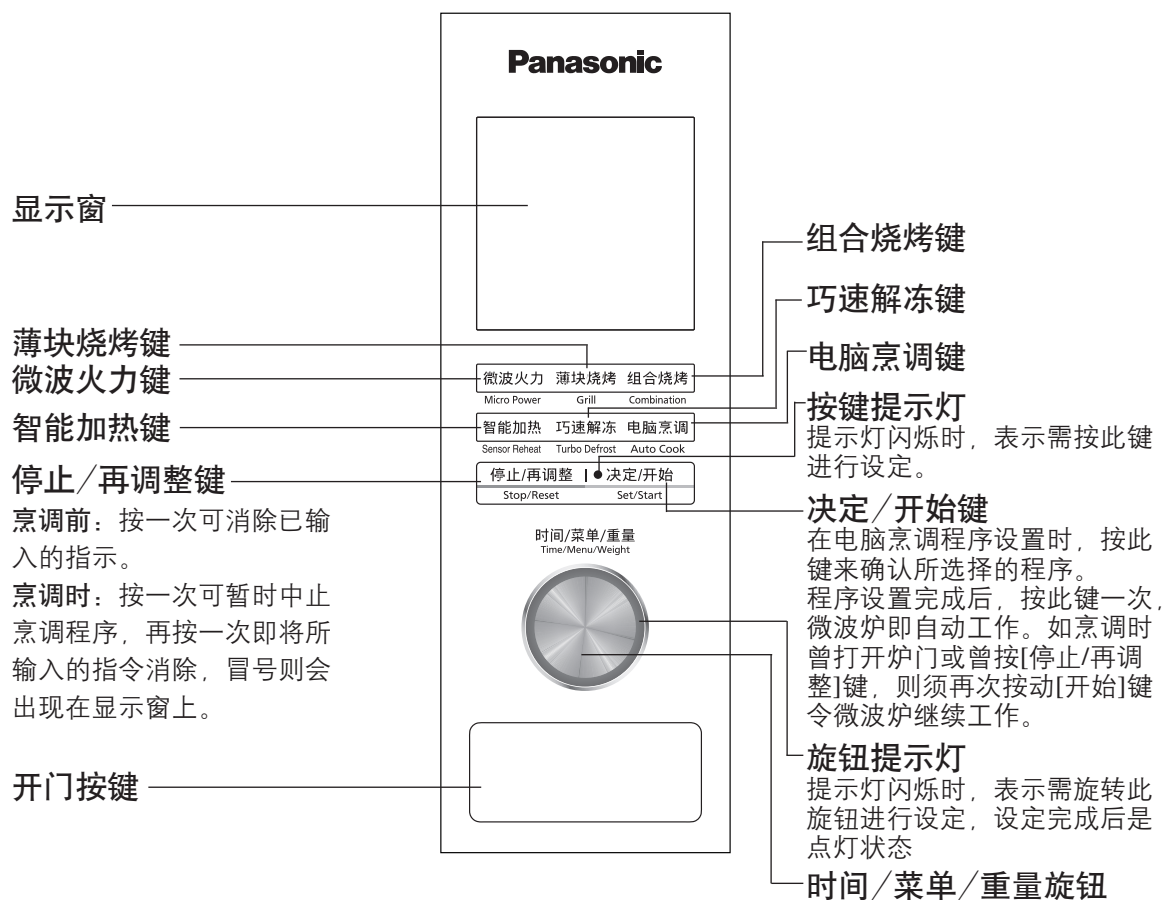 Panasonic
显示窗
薄块烧烤键
微波火力键
智能加热键
停止/再调整键
烹调前：按一次可消除已输
入的指示。
烹调时：按一次可暂时中止
烹调程序，再按一次即将所
输入的指令消除，冒号则会
出现在显示窗上。
开门按键
微波火力 薄块烧烤 组合烧烤
Micro Power Grill Combination
智能加热 巧速解冻 电脑烹调
Sensor Reheat Turbo Defrost Auto Cook
停止/再调整 决定/开始
Stop/Reset Set/Start
时间/菜单/重量
Time/Menu/Weight
组合烧烤键
巧速解冻键
电脑烹调键
按键提示灯
提示灯闪烁时，表示需按此键
进行设定。
决定/开始键
在电脑烹调程序设置时，按此
键来确认所选择的程序。
程序设置完成后，按此键一次，
微波炉即自动工作。如烹调时
曾打开炉门或曾按[停止/再调
整]键，则须再次按动[开始]键
令微波炉继续工作。
旋钮提示灯
提示灯闪烁时，表示需旋转此
旋钮进行设定，设定完成后是
点灯状态
时间/菜单/重量旋钮